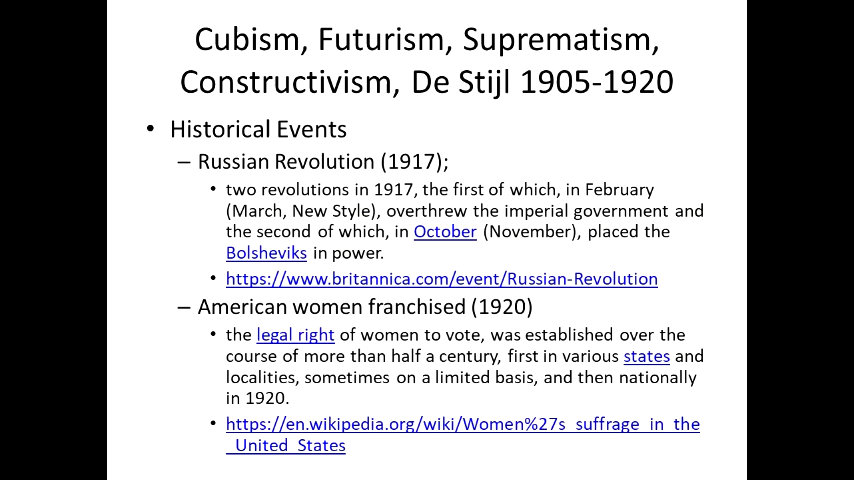 Cubism, Futurism, Suprematism,
Constructivism, De Stijl 1905-1920
• Historical Events
– Russian Revolution (1917);
• two revolutions in 1917, the first of which, in February
(March, New Style), overthrew the imperial government and
the second of which, in October (November), placed the
Bolsheviks in power.
• https://www.britannica.com/event/Russian-Revolution
– American women franchised (1920)
• the legal right of women to vote, was established over the
course of more than half a century, first in various states and
localities, sometimes on a limited basis, and then nationally
in 1920.
• https://en.wikipedia.org/wiki/Women%27s_suffrage_in_the
_United_States